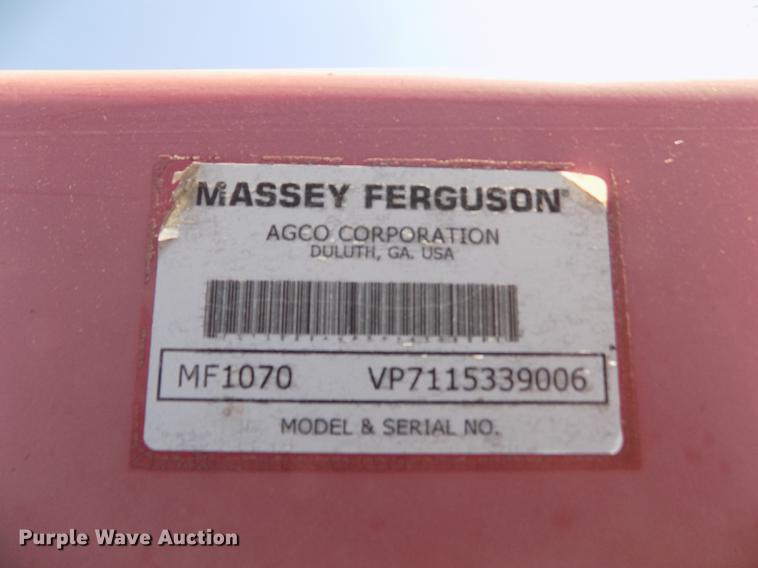 MASSEY FERGUSON
AGCO CORPORATION
DULUTH, GA. USA
MF1070 VP7115339006
MODEL & SERIAL NO.
Purple Wave Auction